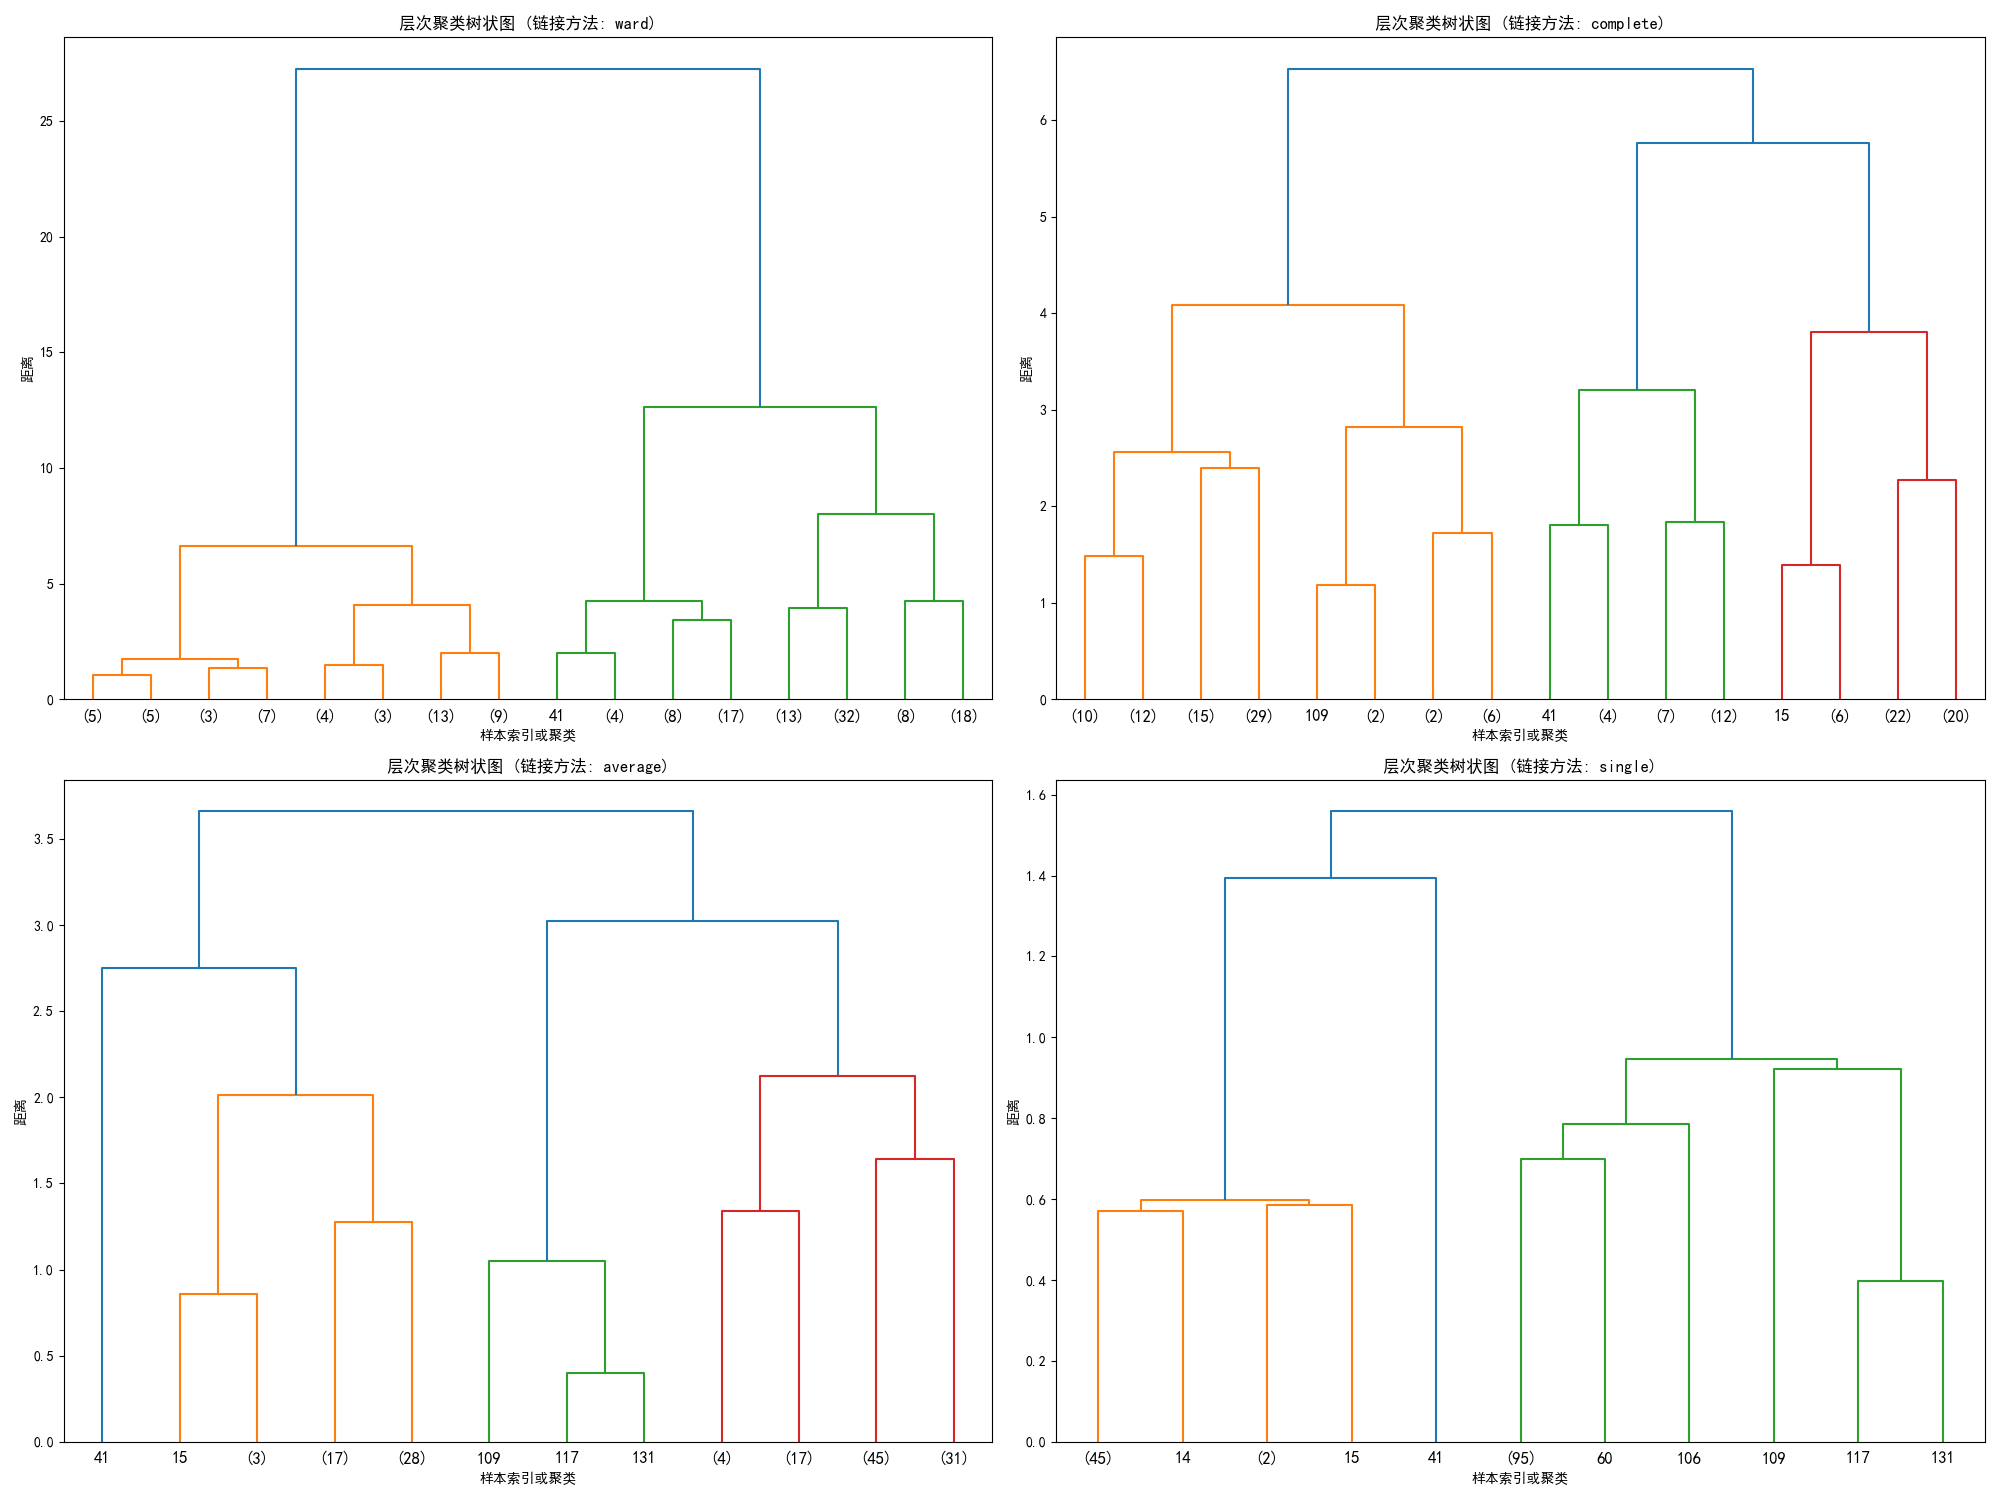 层次聚类树状图 (链接方法: ward)
距离
25
20
15
10
5
0
(5) (5) (3) (7) (4) (3) (13) (9) 41 (4) (8) (17) (13) (32) (8) (18)
样本索引或聚类
层次聚类树状图 (链接方法: complete)
距离
6
5
4
3
2
1
0
(10) (12) (15) (29) 109 (2) (2) (6) 41 (4) (7) (12) 15 (6) (22) (20)
样本索引或聚类
层次聚类树状图 (链接方法: average)
距离
3.5
3.0
2.5
2.0
1.5
1.0
0.5
0.0
41 15 (3) (17) (28) 109 117 131 (4) (17) (45) (31)
样本索引或聚类
层次聚类树状图 (链接方法: single)
距离
1.6
1.4
1.2
1.0
0.8
0.6
0.4
0.2
0.0
(45) 14 (2) 15 41 (95) 60 106 109 117 131
样本索引或聚类